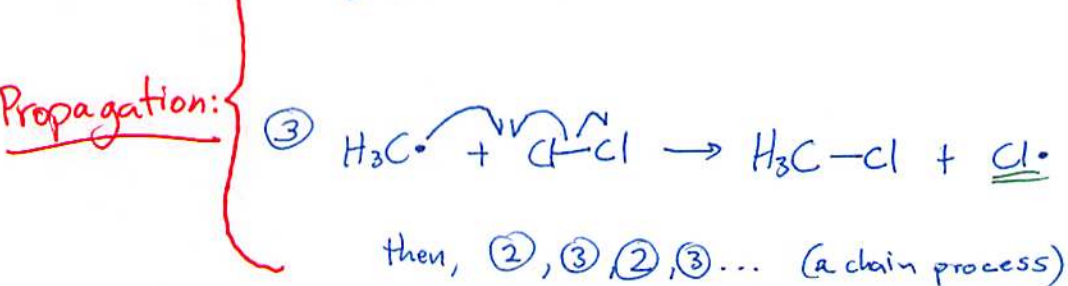 Propagation:
③ H₃C• + Cl—Cl ⟶ H₃C—Cl + Cl•
then, ②, ③, ②, ③... (a chain process)